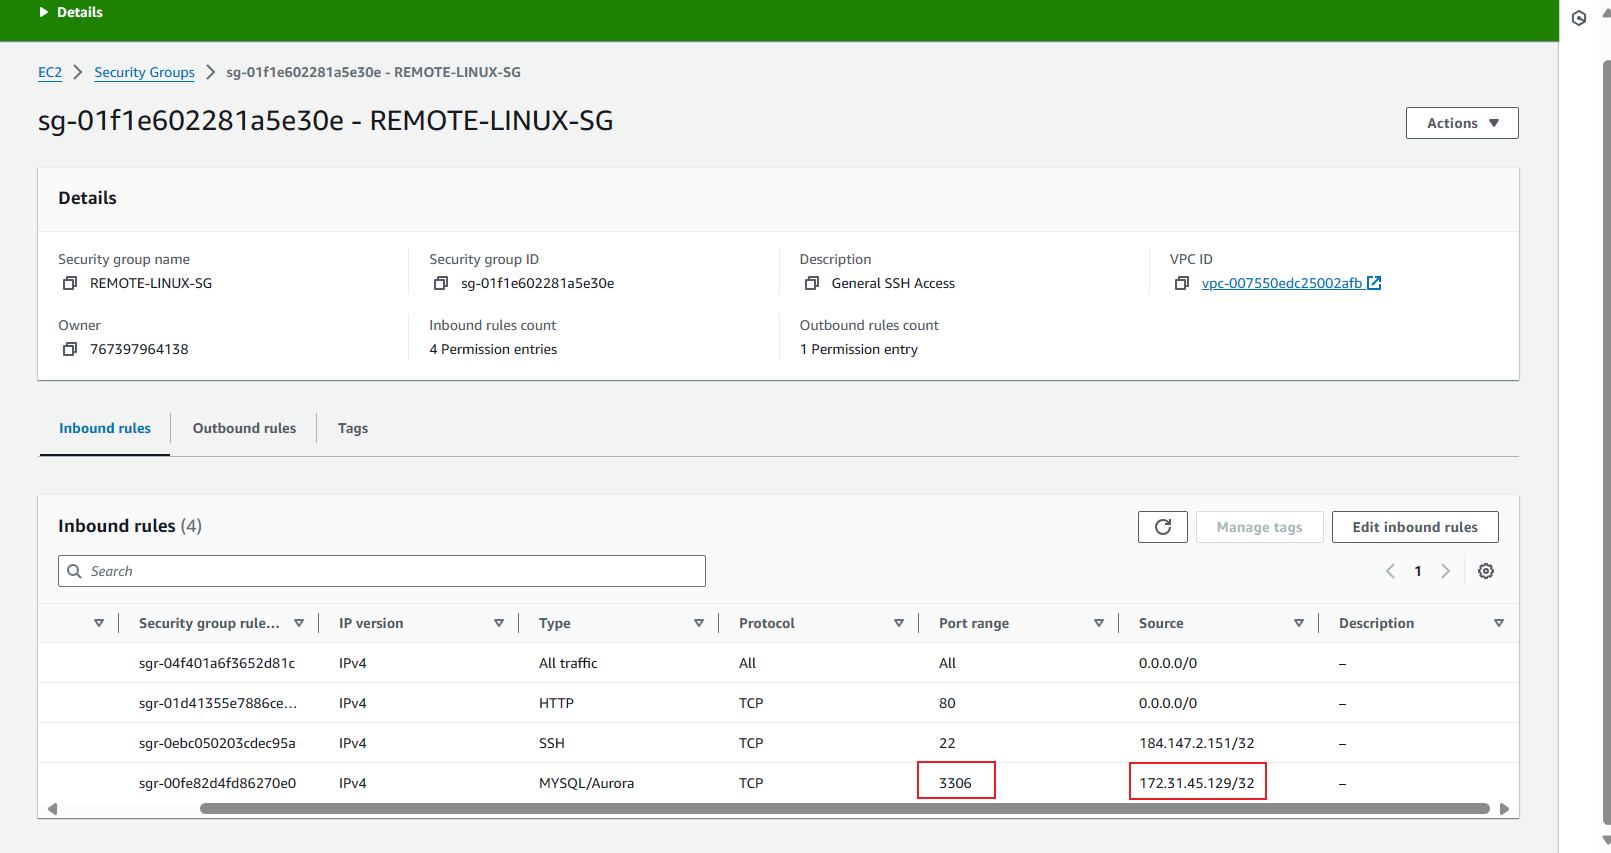 Details
EC2 > Security Groups > sg-01f1e602281a5e30e - REMOTE-LINUX-SG
sg-01f1e602281a5e30e - REMOTE-LINUX-SG
Actions
Details
Security group name
REMOTE-LINUX-SG
Security group ID
sg-01f1e602281a5e30e
Description
General SSH Access
VPC ID
vpc-007550edc25002afb
Owner
767397964138
Inbound rules count
4 Permission entries
Outbound rules count
1 Permission entry
Inbound rules
Outbound rules
Tags
Inbound rules (4)
Manage tags
Edit inbound rules
Search
1
Security group rule... IP version Type Protocol Port range Source Description
sgr-04f401a6f3652d81c IPv4 All traffic All All 0.0.0.0/0 –
sgr-01d41355e7886ce... IPv4 HTTP TCP 80 0.0.0.0/0 –
sgr-0ebc050203cdec95a IPv4 SSH TCP 22 184.147.2.151/32 –
sgr-00fe82d4fd86270e0 IPv4 MYSQL/Aurora TCP 3306 172.31.45.129/32 –